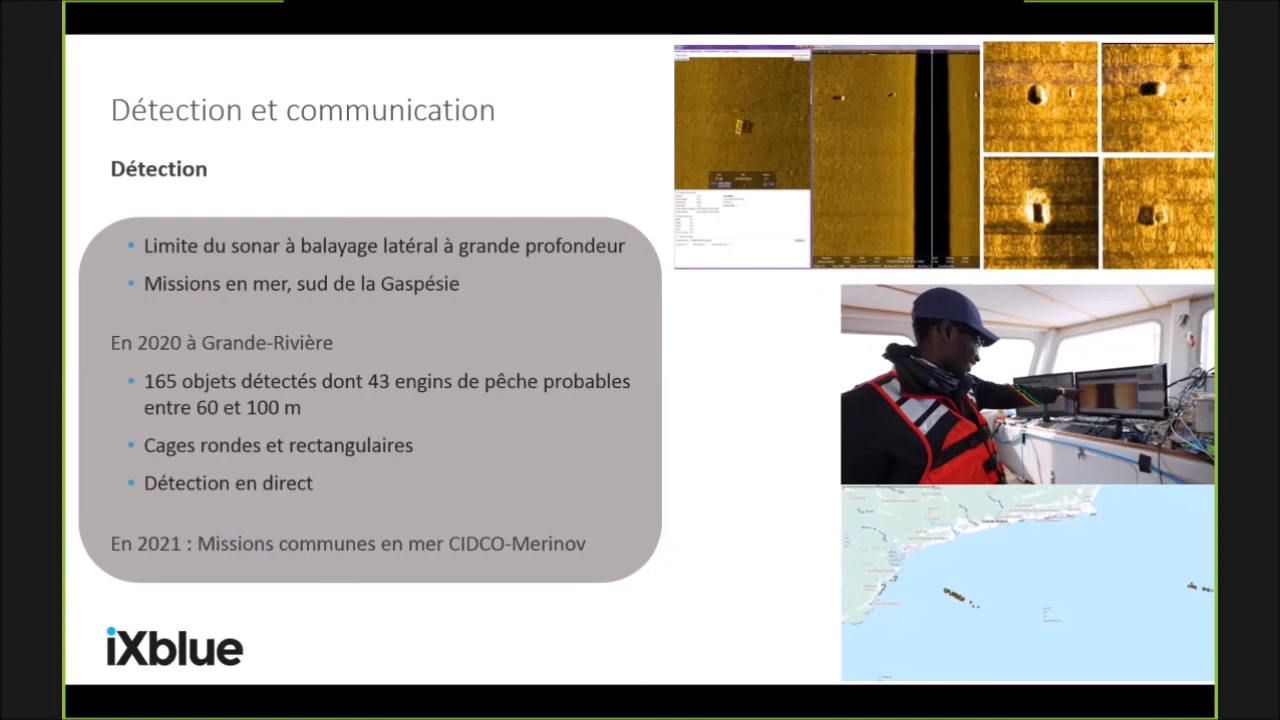 Détection et communication
Détection
• Limite du sonar à balayage latéral à grande profondeur
• Missions en mer, sud de la Gaspésie
En 2020 à Grande-Rivière
• 165 objets détectés dont 43 engins de pêche probables
entre 60 et 100 m
• Cages rondes et rectangulaires
• Détection en direct
En 2021 : Missions communes en mer CIDCO-Merinov
iXblue